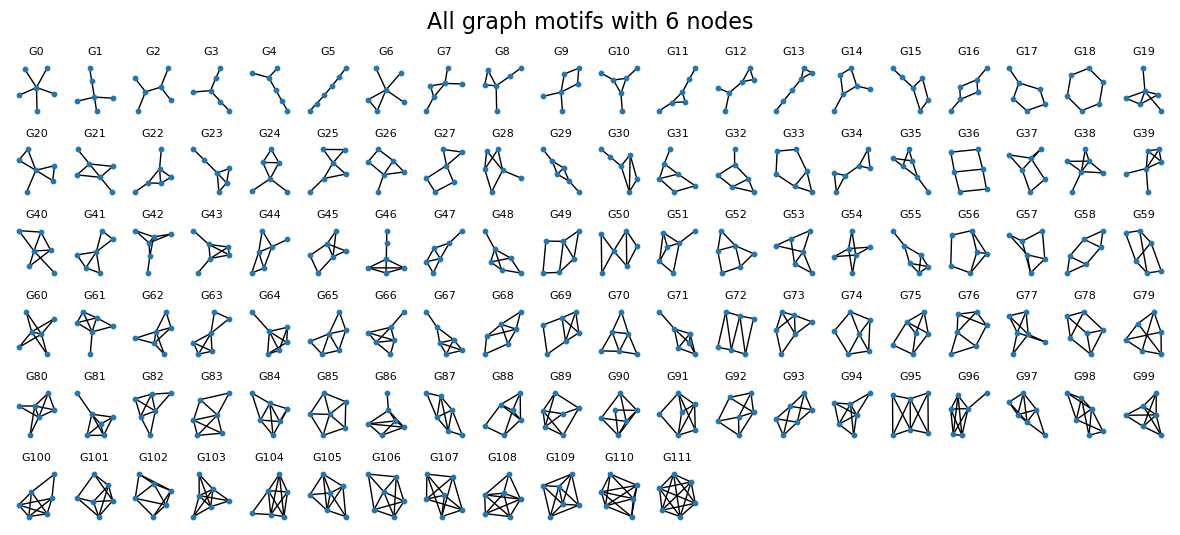 All graph motifs with 6 nodes
G0 G1 G2 G3 G4 G5 G6 G7 G8 G9 G10 G11 G12 G13 G14 G15 G16 G17 G18 G19
G20 G21 G22 G23 G24 G25 G26 G27 G28 G29 G30 G31 G32 G33 G34 G35 G36 G37 G38 G39
G40 G41 G42 G43 G44 G45 G46 G47 G48 G49 G50 G51 G52 G53 G54 G55 G56 G57 G58 G59
G60 G61 G62 G63 G64 G65 G66 G67 G68 G69 G70 G71 G72 G73 G74 G75 G76 G77 G78 G79
G80 G81 G82 G83 G84 G85 G86 G87 G88 G89 G90 G91 G92 G93 G94 G95 G96 G97 G98 G99
G100 G101 G102 G103 G104 G105 G106 G107 G108 G109 G110 G111